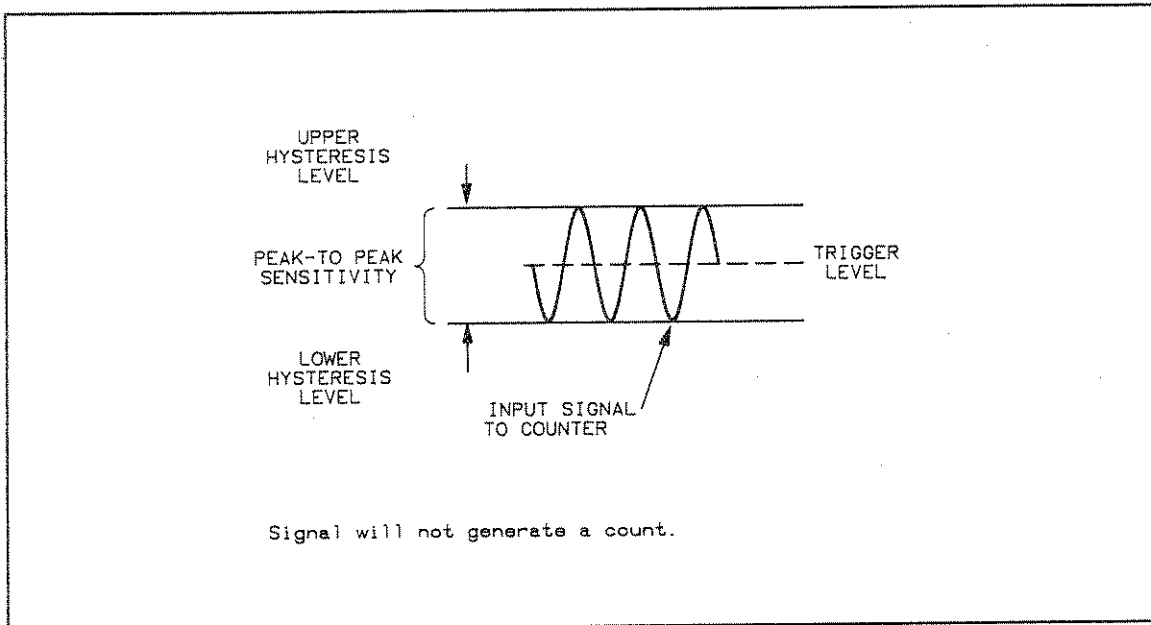 UPPER
HYSTERESIS
LEVEL
PEAK-TO PEAK
SENSITIVITY
TRIGGER
LEVEL
LOWER
HYSTERESIS
LEVEL
INPUT SIGNAL
TO COUNTER
Signal will not generate a count.